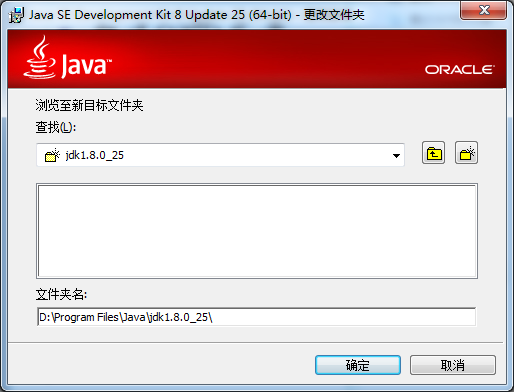 Java SE Development Kit 8 Update 25 (64-bit) - 更改文件夹
Java™
ORACLE
浏览至新目标文件夹
查找(L):
jdk1.8.0_25
文件夹名:
D:\Program Files\Java\jdk1.8.0_25\
确定
取消